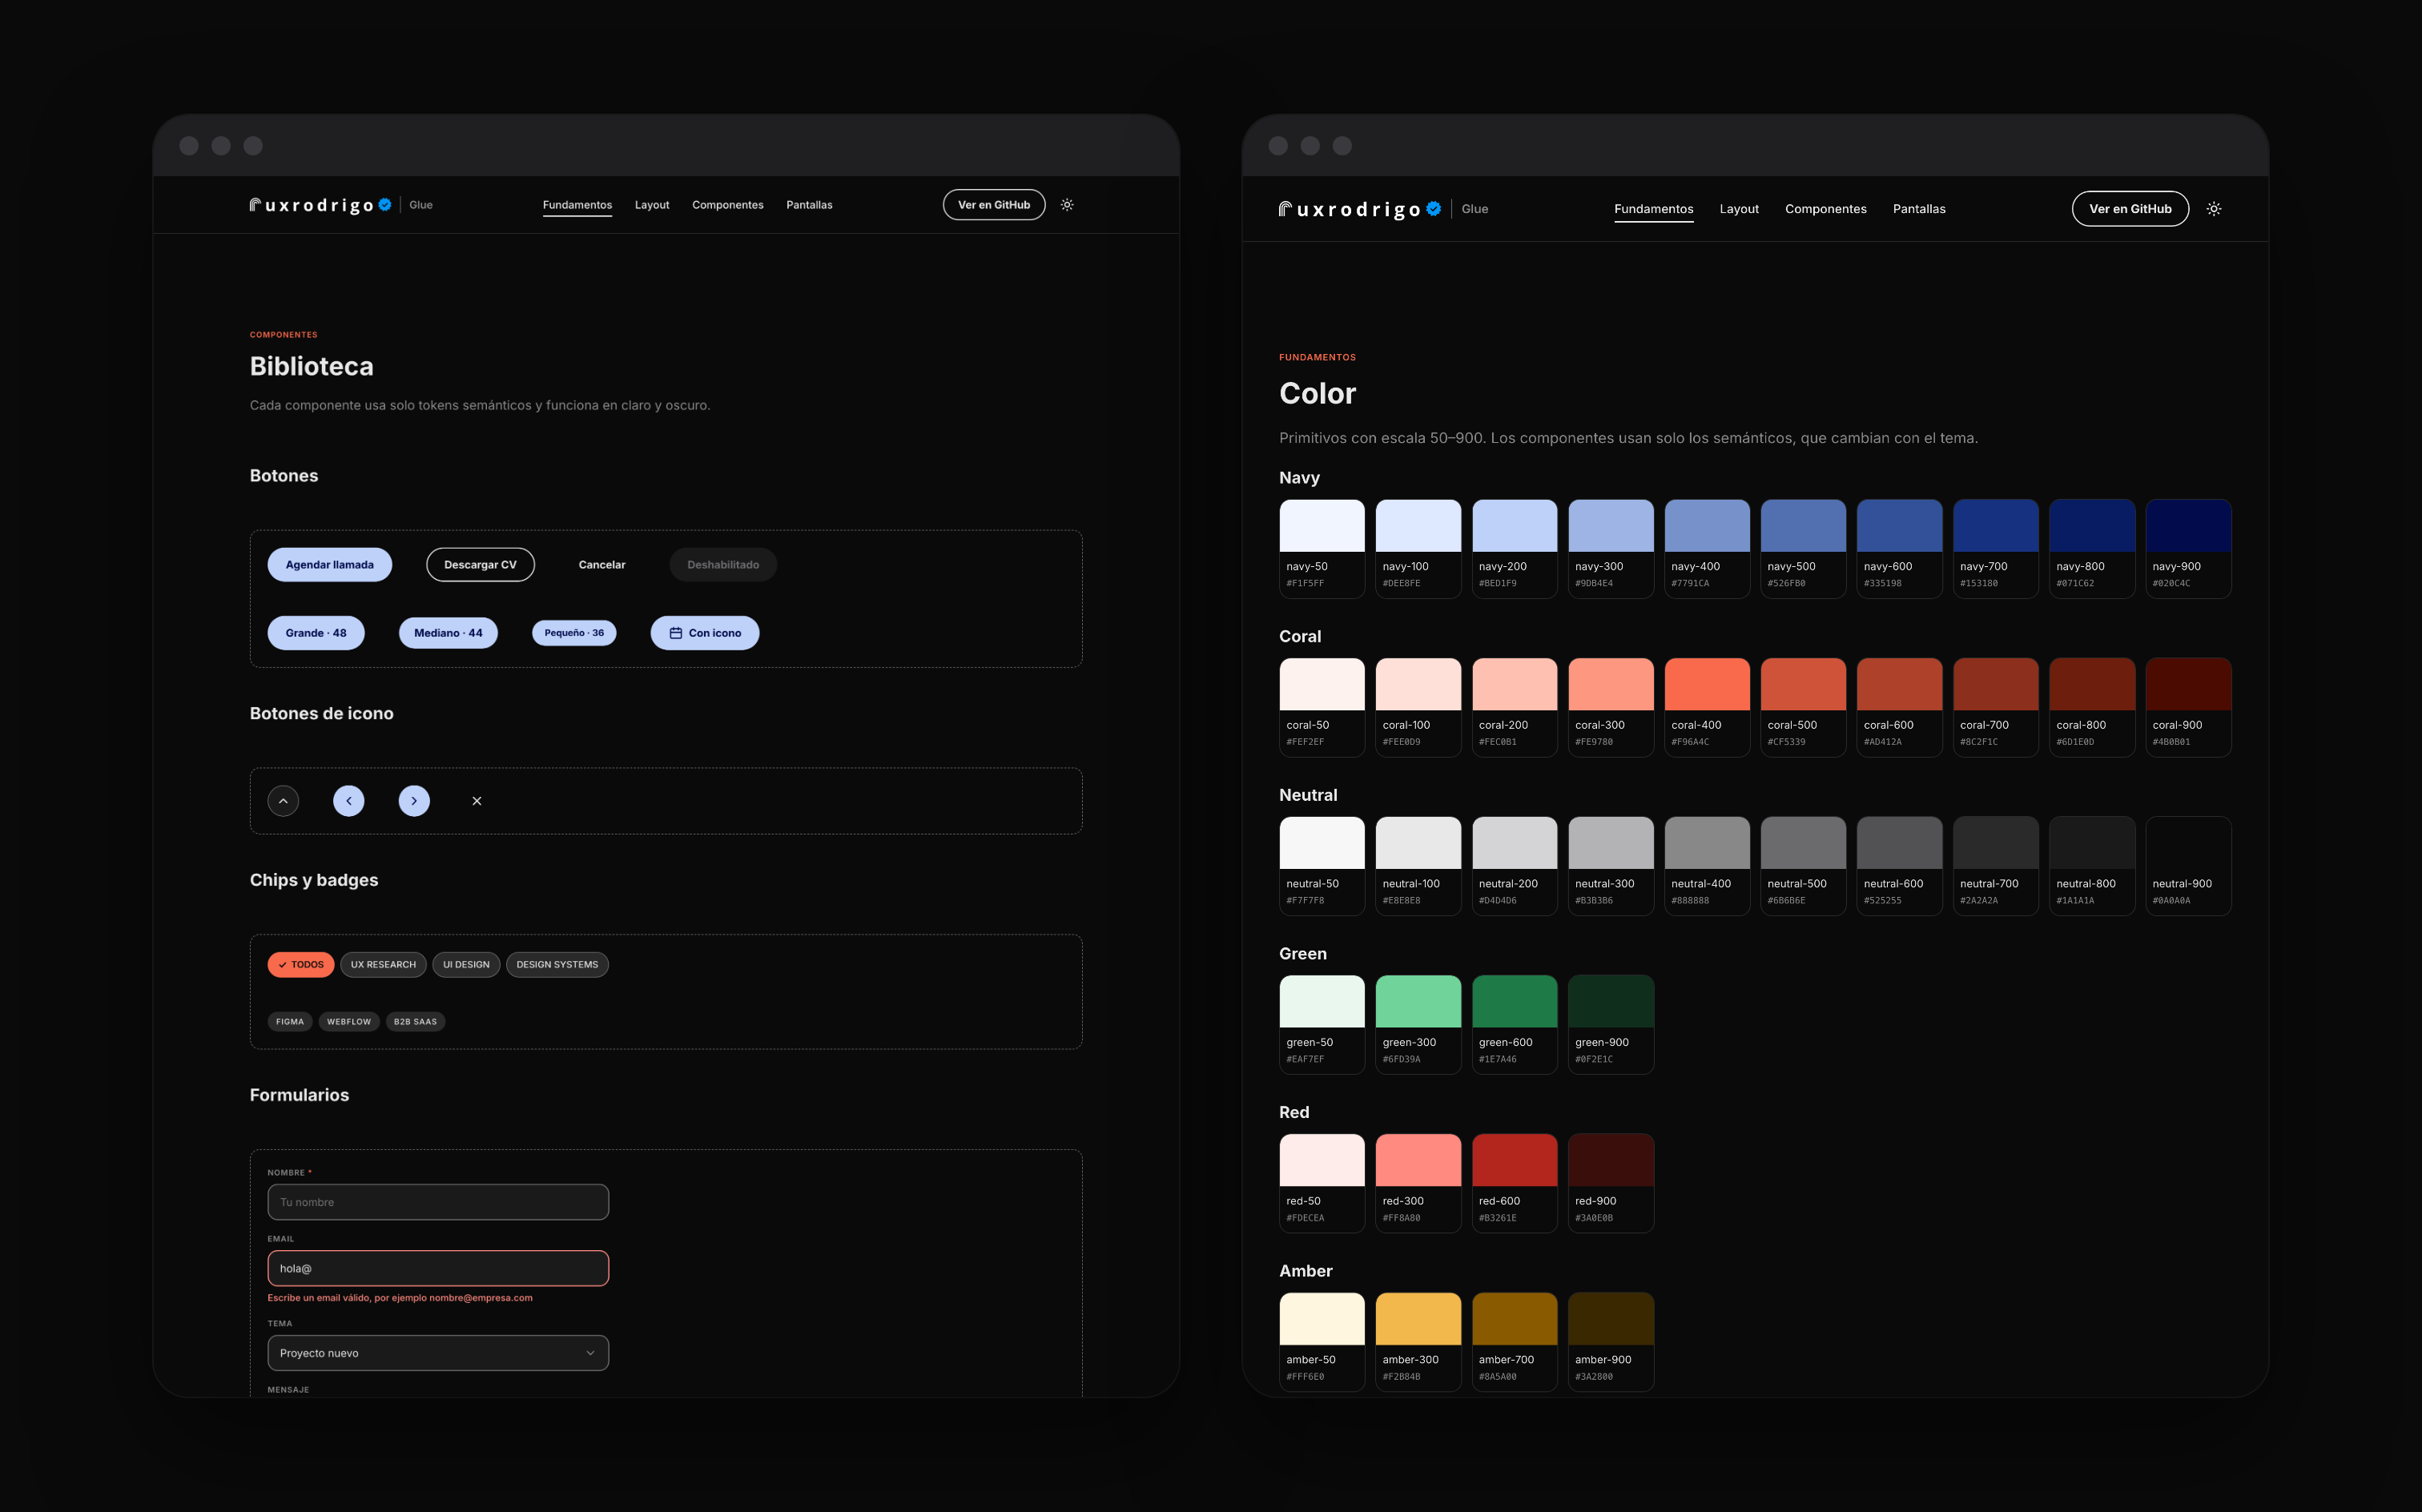 uxrodrigo Glue
Fundamentos Layout Componentes Pantallas
Ver en GitHub
COMPONENTES
Biblioteca
Cada componente usa solo tokens semánticos y funciona en claro y oscuro.
Botones
Agendar llamada Descargar CV Cancelar Deshabilitado
Grande · 48 Mediano · 44 Pequeño · 36 Con icono
Botones de icono
Chips y badges
TODOS UX RESEARCH UI DESIGN DESIGN SYSTEMS
FIGMA WEBFLOW B2B SAAS
Formularios
NOMBRE *
Tu nombre
EMAIL
hola@
Escribe un email válido, por ejemplo nombre@empresa.com
TEMA
Proyecto nuevo
MENSAJE
uxrodrigo Glue
Fundamentos Layout Componentes Pantallas
Ver en GitHub
FUNDAMENTOS
Color
Primitivos con escala 50–900. Los componentes usan solo los semánticos, que cambian con el tema.
Navy
navy-50 navy-100 navy-200 navy-300 navy-400 navy-500 navy-600 navy-700 navy-800 navy-900
#F1F5FF #DEE8FE #BED1F9 #9DB4E4 #7791CA #526FB0 #335198 #153180 #071C62 #020C4C
Coral
coral-50 coral-100 coral-200 coral-300 coral-400 coral-500 coral-600 coral-700 coral-800 coral-900
#FEF2EF #FEE0D9 #FEC0B1 #FE9780 #F96A4C #CF5339 #AD412A #8C2F1C #6D1E0D #4B0B01
Neutral
neutral-50 neutral-100 neutral-200 neutral-300 neutral-400 neutral-500 neutral-600 neutral-700 neutral-800 neutral-900
#F7F7F8 #E8E8E8 #D4D4D6 #B3B3B6 #888888 #6B6B6E #525255 #2A2A2A #1A1A1A #0A0A0A
Green
green-50 green-300 green-600 green-900
#EAF7EF #6FD39A #1E7A46 #0F2E1C
Red
red-50 red-300 red-600 red-900
#FDECEA #FF8A80 #B3261E #3A0E0B
Amber
amber-50 amber-300 amber-700 amber-900
#FFF6E0 #F2B84B #8A5A00 #3A2800